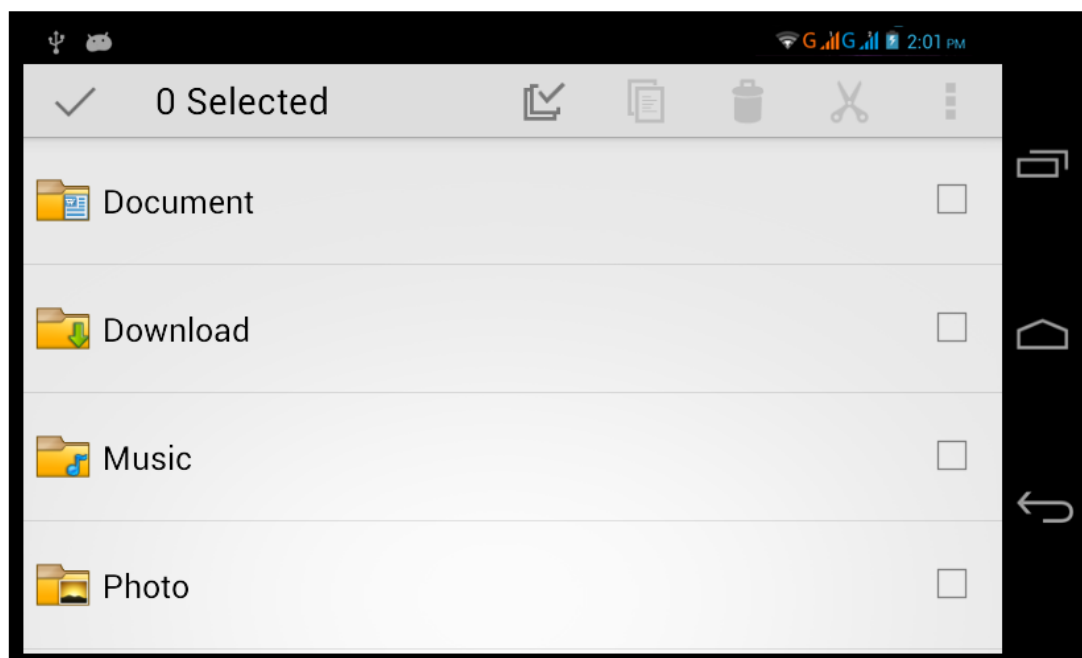 G G 2:01 PM
0 Selected
Document
Download
Music
Photo